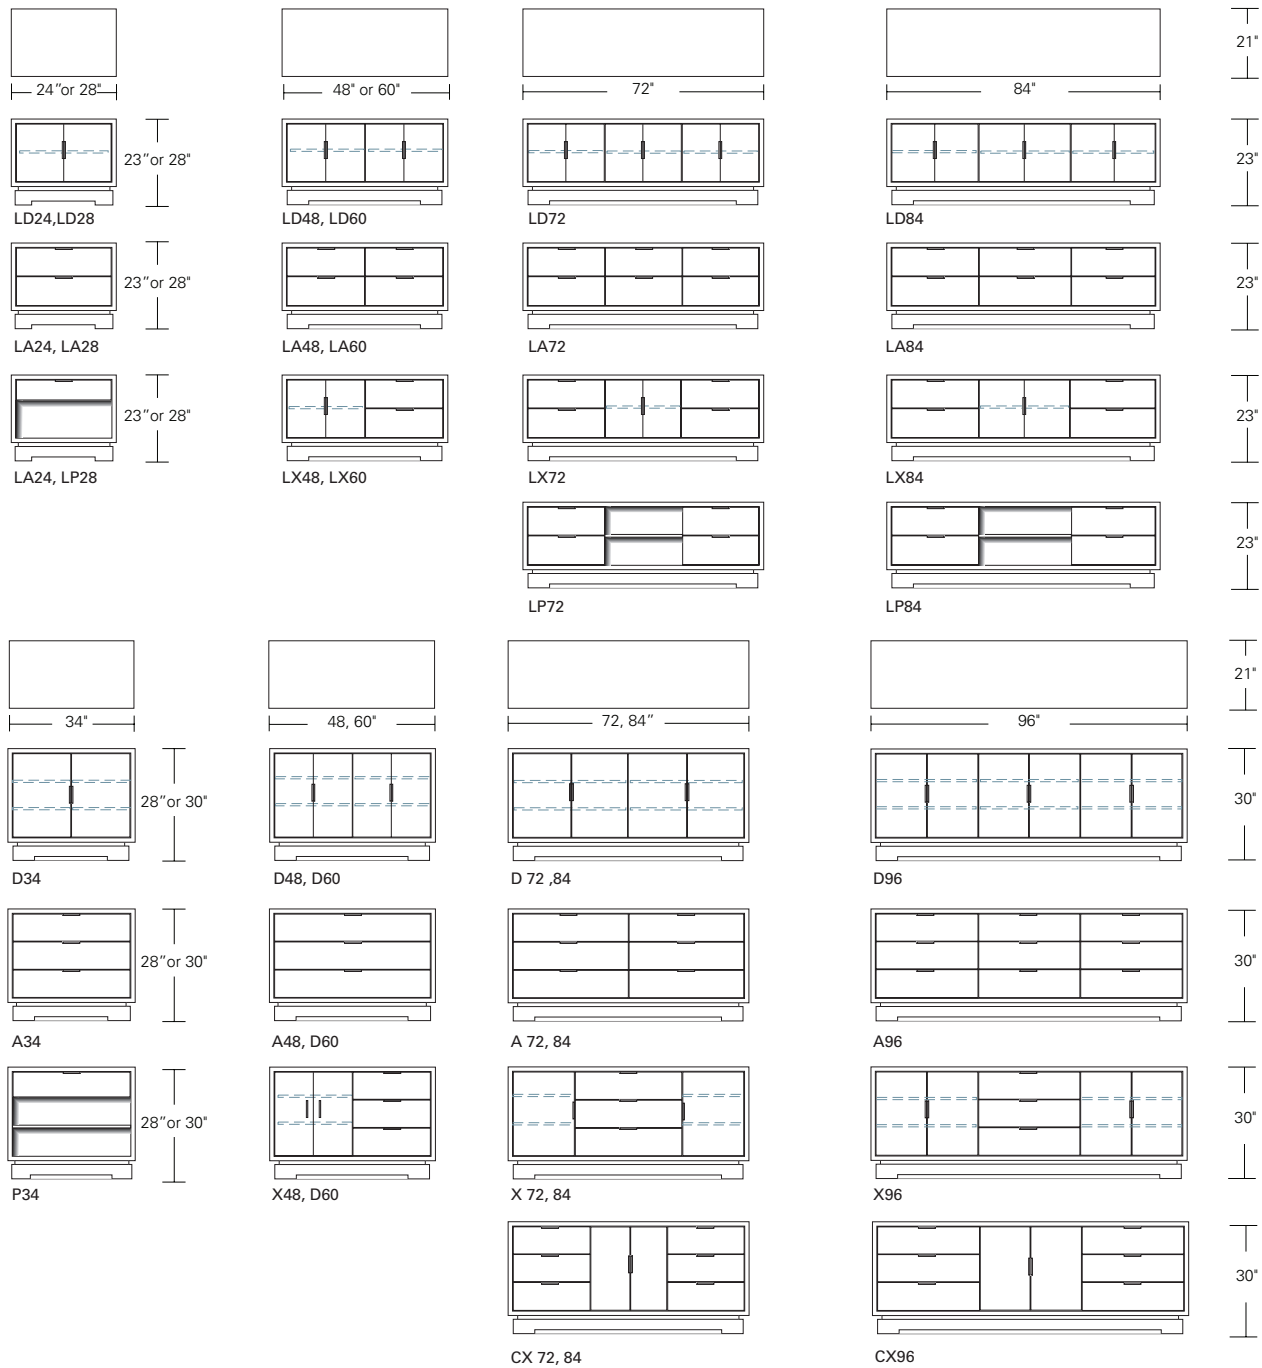 21"
24” or 28" 48" or 60" 72" 84"
23” or 28" 23"
LD24,LD28 LD48, LD60 LD72 LD84
23” or 28" 23"
LA24, LA28 LA48, LA60 LA72 LA84
23” or 28" 23"
LA24, LP28 LX48, LX60 LX72 LX84
23"
LP72 LP84
21"
34" 48, 60" 72, 84” 96"
28” or 30" 30"
D34 D48, D60 D 72 ,84 D96
28” or 30" 30"
A34 A48, D60 A 72, 84 A96
28” or 30" 30"
P34 X48, D60 X 72, 84 X96
30"
CX 72, 84 CX96